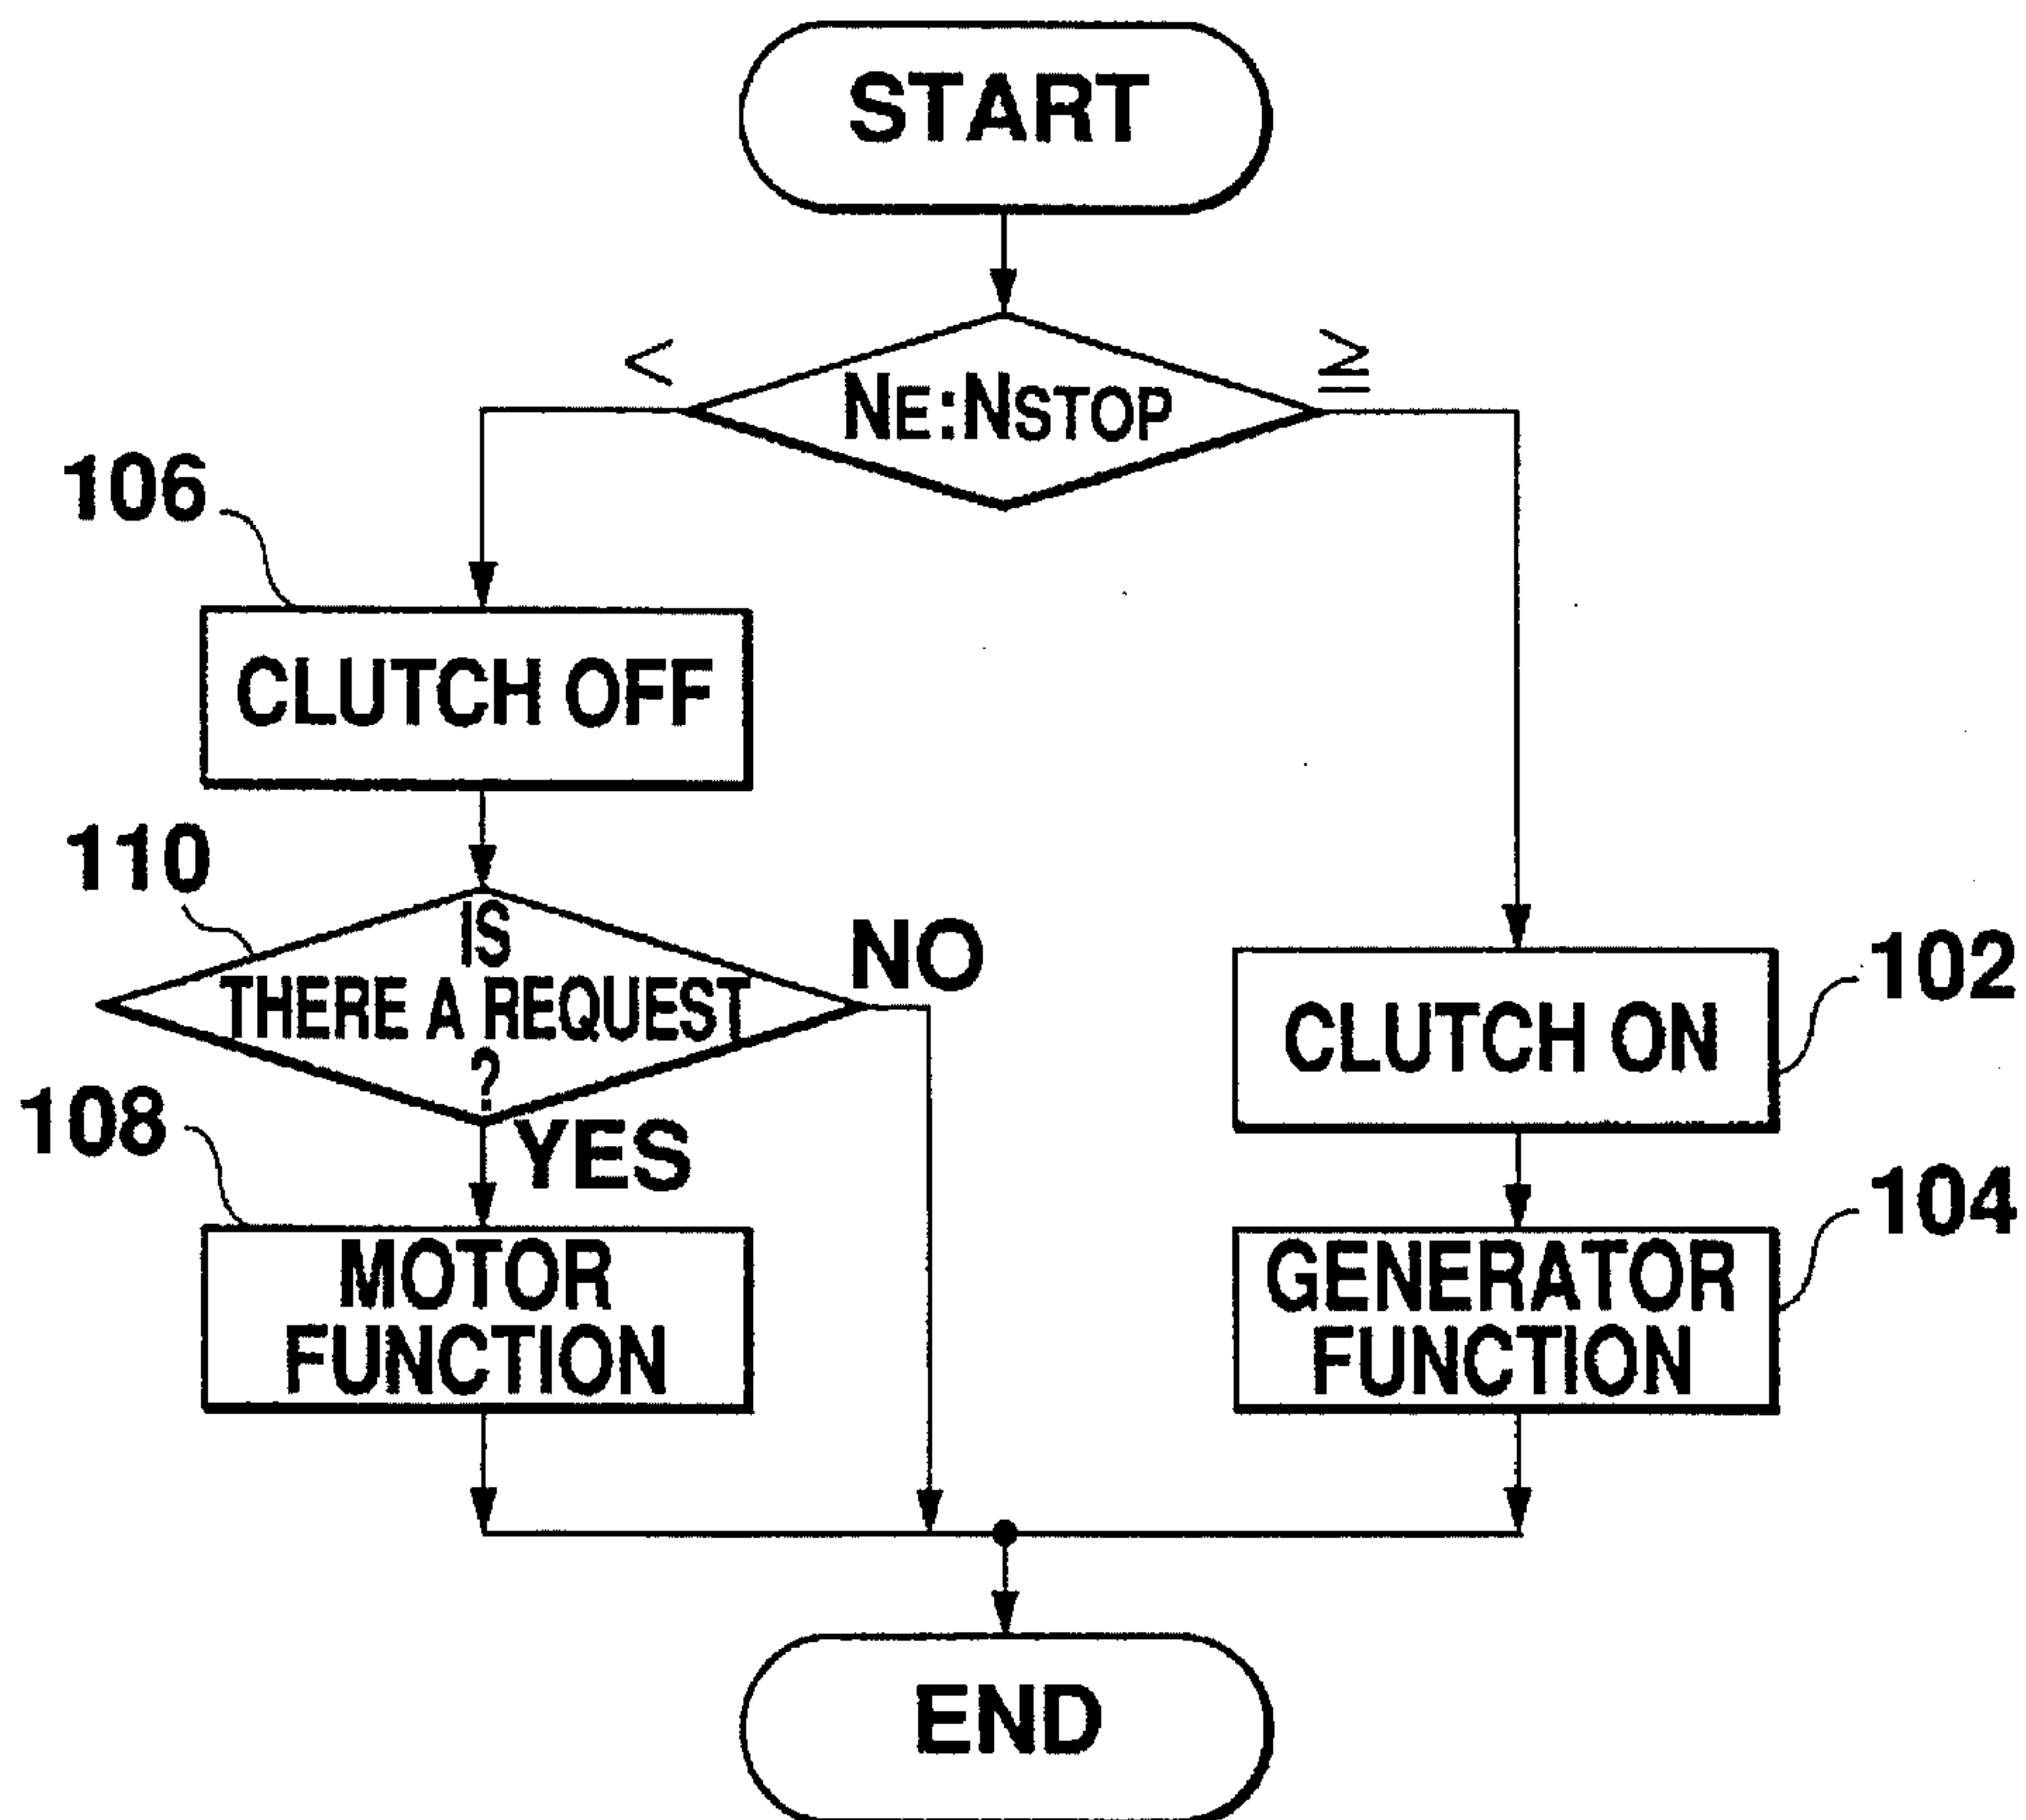 START
<
NE:NSTOP
≧
106
CLUTCH OFF
110
IS
THERE A REQUEST
?
NO
YES
102
CLUTCH ON
108
MOTOR
FUNCTION
104
GENERATOR
FUNCTION
END